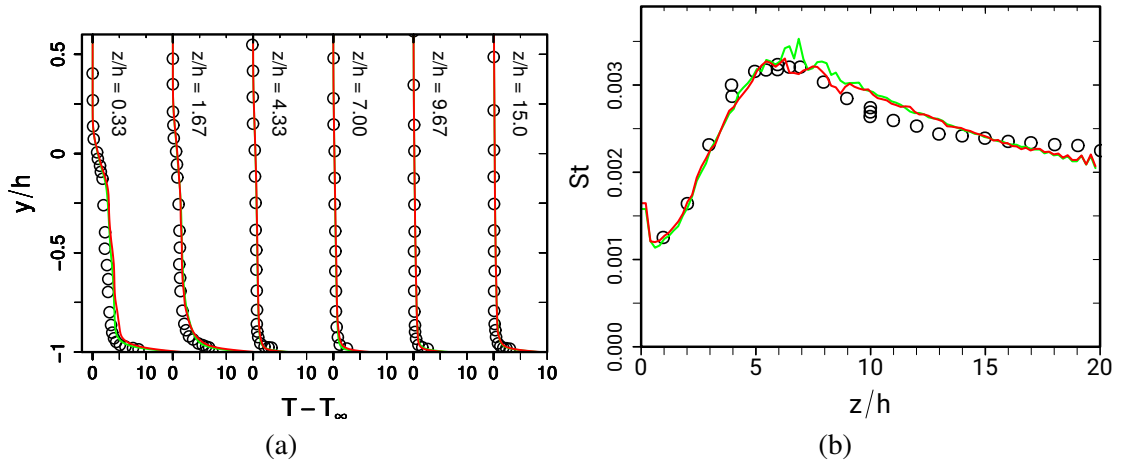 0.5
0
−0.5
−1
y/h
z/h = 0.33
z/h = 1.67
z/h = 4.33
z/h = 7.00
z/h = 9.67
z/h = 15.0
0 10 0 10 0 10 0 10 0 10 0 10
T − T∞
(a)
0.003
0.002
0.001
0.000
St
0 5 10 15 20
z/h
(b)